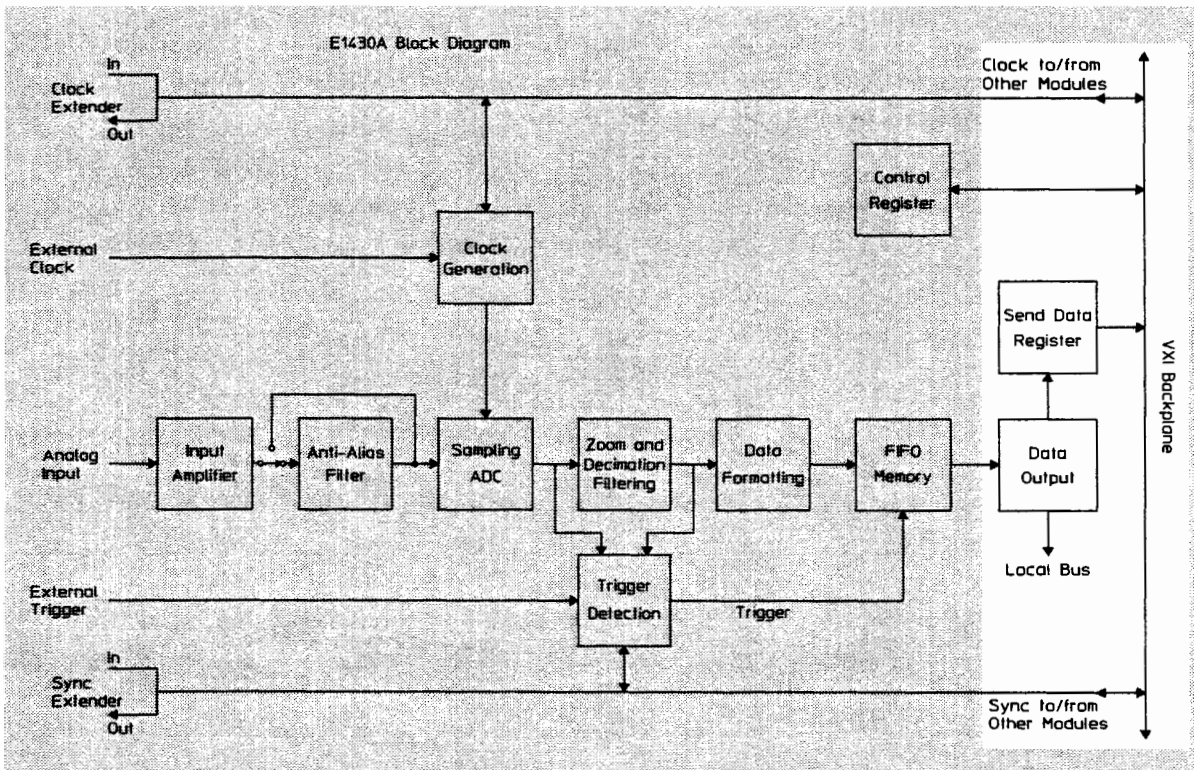 E1430A Block Diagram
In
Clock
Extender
Out
Clock to/from
Other Modules
Control
Register
External
Clock
Clock
Generation
Send Data
Register
VXI Backplane
Analog
Input
Input
Amplifier
Anti-Alias
Filter
Sampling
ADC
Zoom and
Decimation
Filtering
Data
Formatting
FIFO
Memory
Data
Output
Local Bus
External
Trigger
Trigger
Detection
Trigger
In
Sync
Extender
Out
Sync to/from
Other Modules